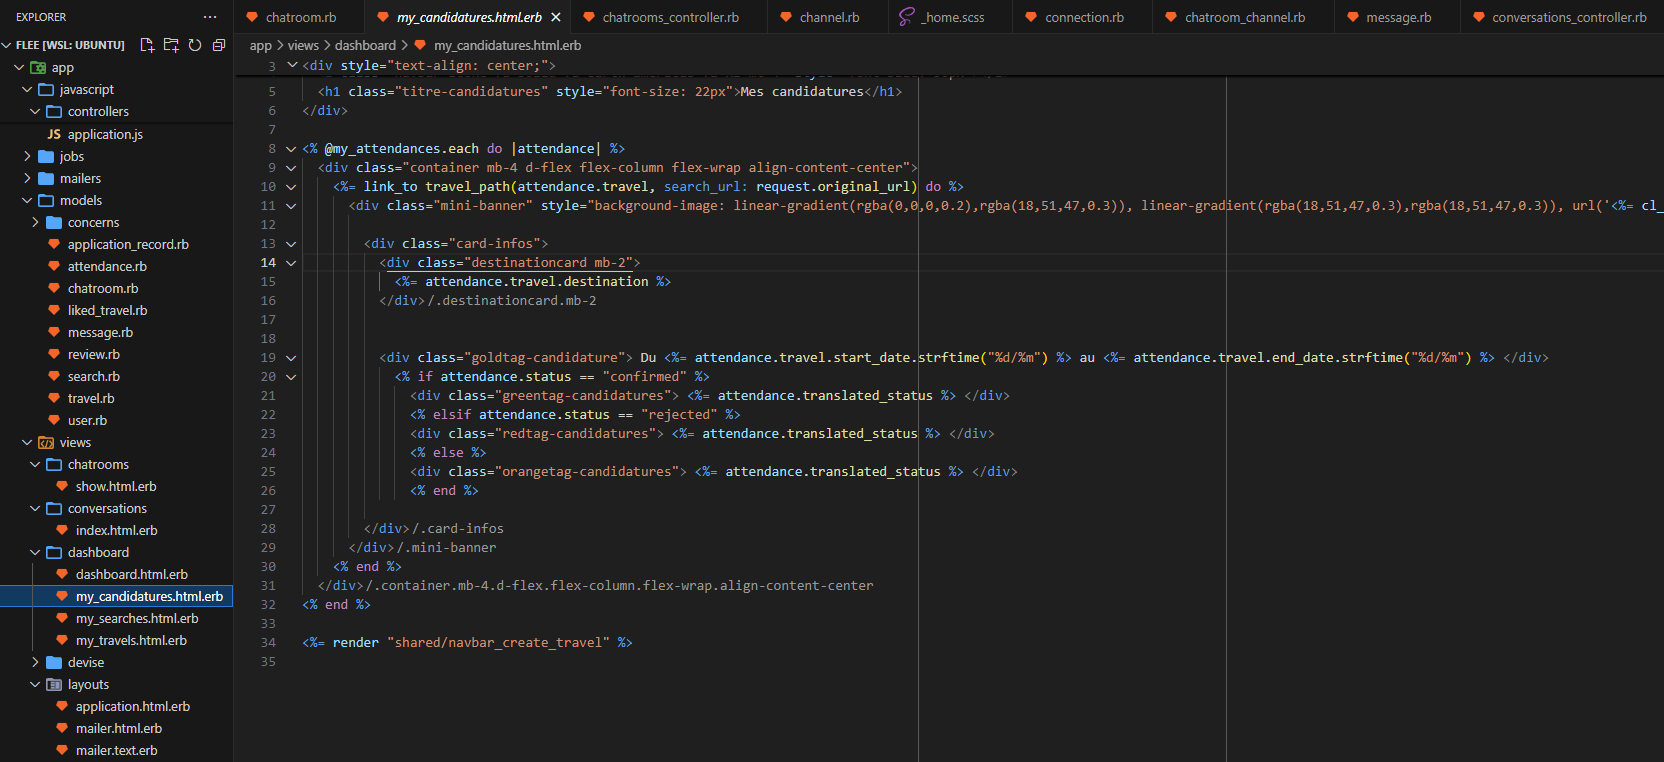 EXPLORER
FLEE [WSL: UBUNTU]
app
javascript
controllers
JS application.js
jobs
mailers
models
concerns
application_record.rb
attendance.rb
chatroom.rb
liked_travel.rb
message.rb
review.rb
search.rb
travel.rb
user.rb
views
chatrooms
show.html.erb
conversations
index.html.erb
dashboard
dashboard.html.erb
my_candidatures.html.erb
my_searches.html.erb
my_travels.html.erb
devise
layouts
application.html.erb
mailer.html.erb
mailer.text.erb
chatroom.rb
my_candidatures.html.erb
chatrooms_controller.rb
channel.rb
_home.scss
connection.rb
chatroom_channel.rb
message.rb
conversations_controller.rb
app > views > dashboard > my_candidatures.html.erb
3 <div style="text-align: center;">
5 <h1 class="titre-candidatures" style="font-size: 22px">Mes candidatures</h1>
6 </div>
7
8 <% @my_attendances.each do |attendance| %>
9 <div class="container mb-4 d-flex flex-column flex-wrap align-content-center">
10 <%= link_to travel_path(attendance.travel, search_url: request.original_url) do %>
11 <div class="mini-banner" style="background-image: linear-gradient(rgba(0,0,0,0.2),rgba(18,51,47,0.3)), linear-gradient(rgba(18,51,47,0.3),rgba(18,51,47,0.3)), url('<%= cl_
12
13 <div class="card-infos">
14 <div class="destinationcard mb-2">
15 <%= attendance.travel.destination %>
16 </div>/.destinationcard.mb-2
17
18
19 <div class="goldtag-candidature"> Du <%= attendance.travel.start_date.strftime("%d/%m") %> au <%= attendance.travel.end_date.strftime("%d/%m") %> </div>
20 <% if attendance.status == "confirmed" %>
21 <div class="greentag-candidatures"> <%= attendance.translated_status %> </div>
22 <% elsif attendance.status == "rejected" %>
23 <div class="redtag-candidatures"> <%= attendance.translated_status %> </div>
24 <% else %>
25 <div class="orangetag-candidatures"> <%= attendance.translated_status %> </div>
26 <% end %>
27
28 </div>/.card-infos
29 </div>/.mini-banner
30 <% end %>
31 </div>/.container.mb-4.d-flex.flex-column.flex-wrap.align-content-center
32 <% end %>
33
34 <%= render "shared/navbar_create_travel" %>
35